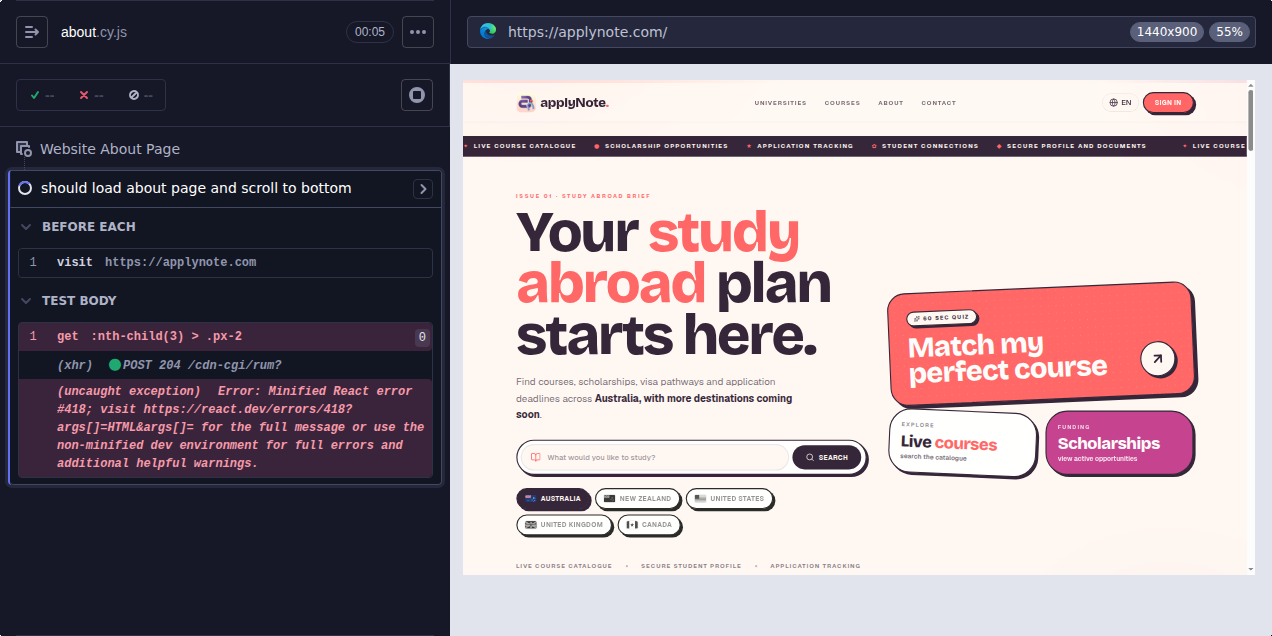 about.cy.js
00:05
--
--
--
Website About Page
should load about page and scroll to bottom
BEFORE EACH
1 visit https://applynote.com
TEST BODY
1 get :nth-child(3) > .px-2 0
(xhr) POST 204 /cdn-cgi/rum?
(uncaught exception) Error: Minified React error
#418; visit https://react.dev/errors/418?
args[]=HTML&args[]= for the full message or use the
non-minified dev environment for full errors and
additional helpful warnings.
https://applynote.com/
1440x900
55%
applyNote.
UNIVERSITIES COURSES ABOUT CONTACT
EN
SIGN IN
LIVE COURSE CATALOGUE SCHOLARSHIP OPPORTUNITIES APPLICATION TRACKING STUDENT CONNECTIONS SECURE PROFILE AND DOCUMENTS LIVE COURSE
ISSUE 01 · STUDY ABROAD BRIEF
Your study
abroad plan
starts here.
Find courses, scholarships, visa pathways and application
deadlines across Australia, with more destinations coming
soon.
What would you like to study?
SEARCH
AUSTRALIA NEW ZEALAND UNITED STATES
UNITED KINGDOM CANADA
LIVE COURSE CATALOGUE • SECURE STUDENT PROFILE • APPLICATION TRACKING
60 SEC QUIZ
Match my
perfect course
EXPLORE
Live courses
search the catalogue
FUNDING
Scholarships
view active opportunities